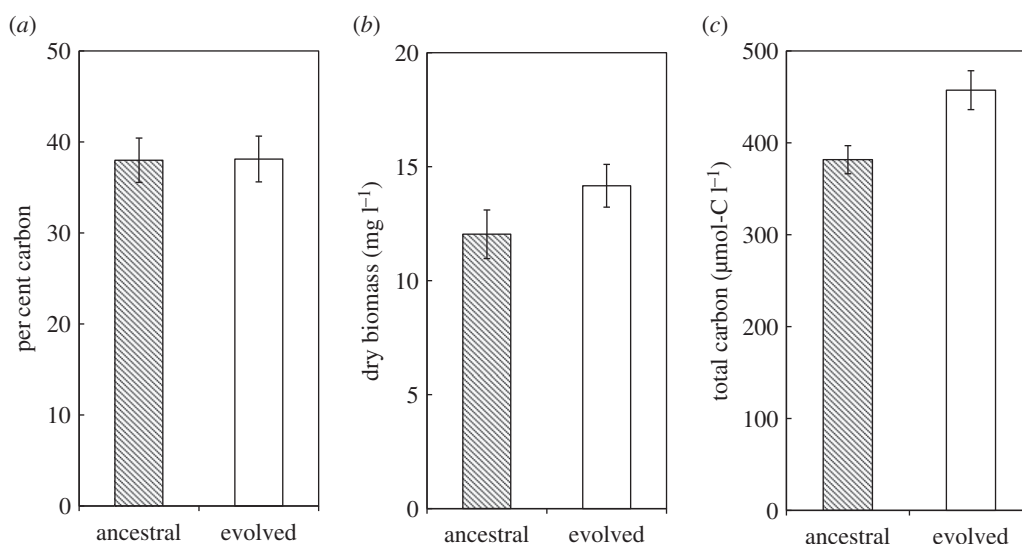 (a)
50
40
30
20
10
0
per cent carbon
ancestral evolved
(b)
20
15
10
5
0
dry biomass (mg l⁻¹)
ancestral evolved
(c)
500
400
300
200
100
0
total carbon (µmol-C l⁻¹)
ancestral evolved